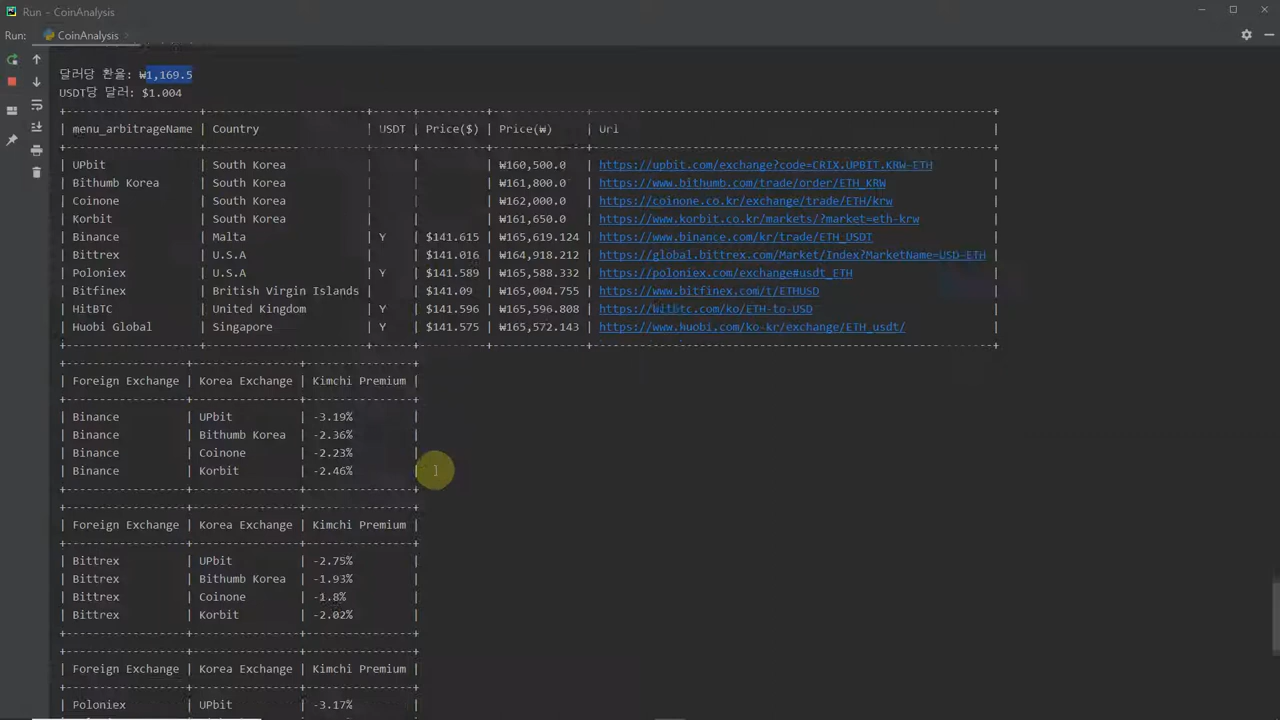 Run - CoinAnalysis
Run: CoinAnalysis
달러당 환율: ₩1,169.5
USDT당 달러: $1.004
| menu_arbitrageName | Country | USDT | Price($) | Price(₩) | Url |
| UPbit | South Korea | | | ₩160,500.0 | https://upbit.com/exchange?code=CRIX.UPBIT.KRW-ETH |
| Bithumb Korea | South Korea | | | ₩161,800.0 | https://www.bithumb.com/trade/order/ETH_KRW |
| Coinone | South Korea | | | ₩162,000.0 | https://coinone.co.kr/exchange/trade/ETH/krw |
| Korbit | South Korea | | | ₩161,650.0 | https://www.korbit.co.kr/markets/?market=eth-krw |
| Binance | Malta | Y | $141.615 | ₩165,619.124 | https://www.binance.com/kr/trade/ETH_USDT |
| Bittrex | U.S.A | | $141.016 | ₩164,918.212 | https://global.bittrex.com/Market/Index?MarketName=USD-ETH |
| Poloniex | U.S.A | Y | $141.589 | ₩165,588.332 | https://poloniex.com/exchange#usdt_ETH |
| Bitfinex | British Virgin Islands | | $141.09 | ₩165,004.755 | https://www.bitfinex.com/t/ETHUSD |
| HitBTC | United Kingdom | Y | $141.596 | ₩165,596.808 | https://hitbtc.com/ko/ETH-to-USD |
| Huobi Global | Singapore | Y | $141.575 | ₩165,572.143 | https://www.huobi.com/ko-kr/exchange/ETH_usdt/ |
| Foreign Exchange | Korea Exchange | Kimchi Premium |
| Binance | UPbit | -3.19% |
| Binance | Bithumb Korea | -2.36% |
| Binance | Coinone | -2.23% |
| Binance | Korbit | -2.46% |
| Foreign Exchange | Korea Exchange | Kimchi Premium |
| Bittrex | UPbit | -2.75% |
| Bittrex | Bithumb Korea | -1.93% |
| Bittrex | Coinone | -1.8% |
| Bittrex | Korbit | -2.02% |
| Foreign Exchange | Korea Exchange | Kimchi Premium |
| Poloniex | UPbit | -3.17% |